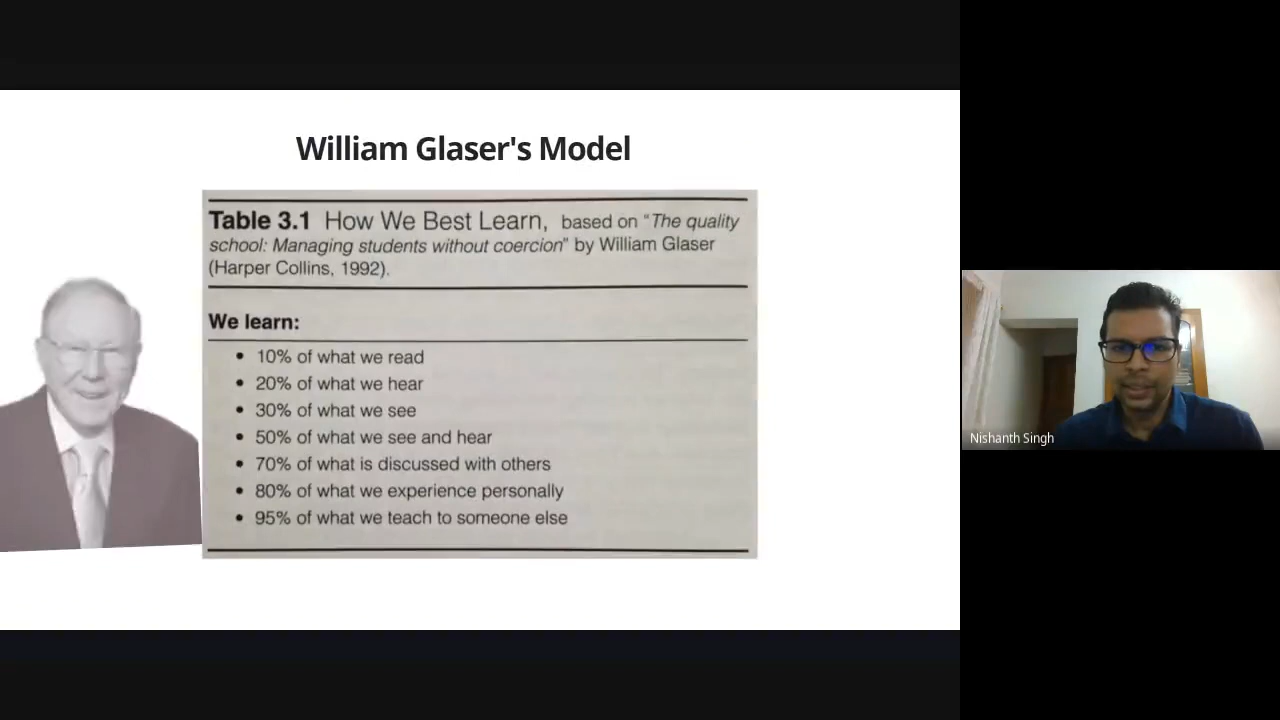 William Glaser's Model
Table 3.1 How We Best Learn, based on "The quality
school: Managing students without coercion" by William Glaser
(Harper Collins, 1992).
We learn:
• 10% of what we read
• 20% of what we hear
• 30% of what we see
• 50% of what we see and hear
• 70% of what is discussed with others
• 80% of what we experience personally
• 95% of what we teach to someone else
Nishanth Singh